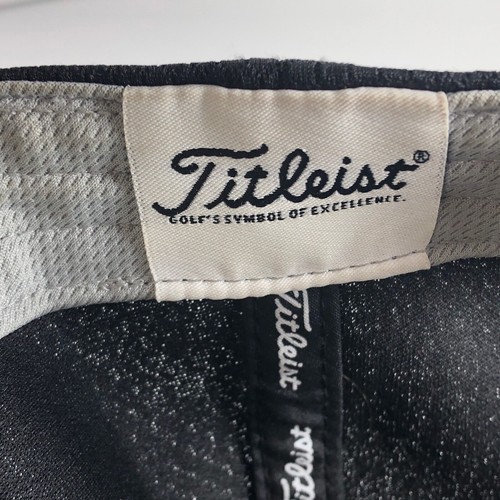 Titleist®
GOLF'S SYMBOL OF EXCELLENCE.
Titleist
Titleist